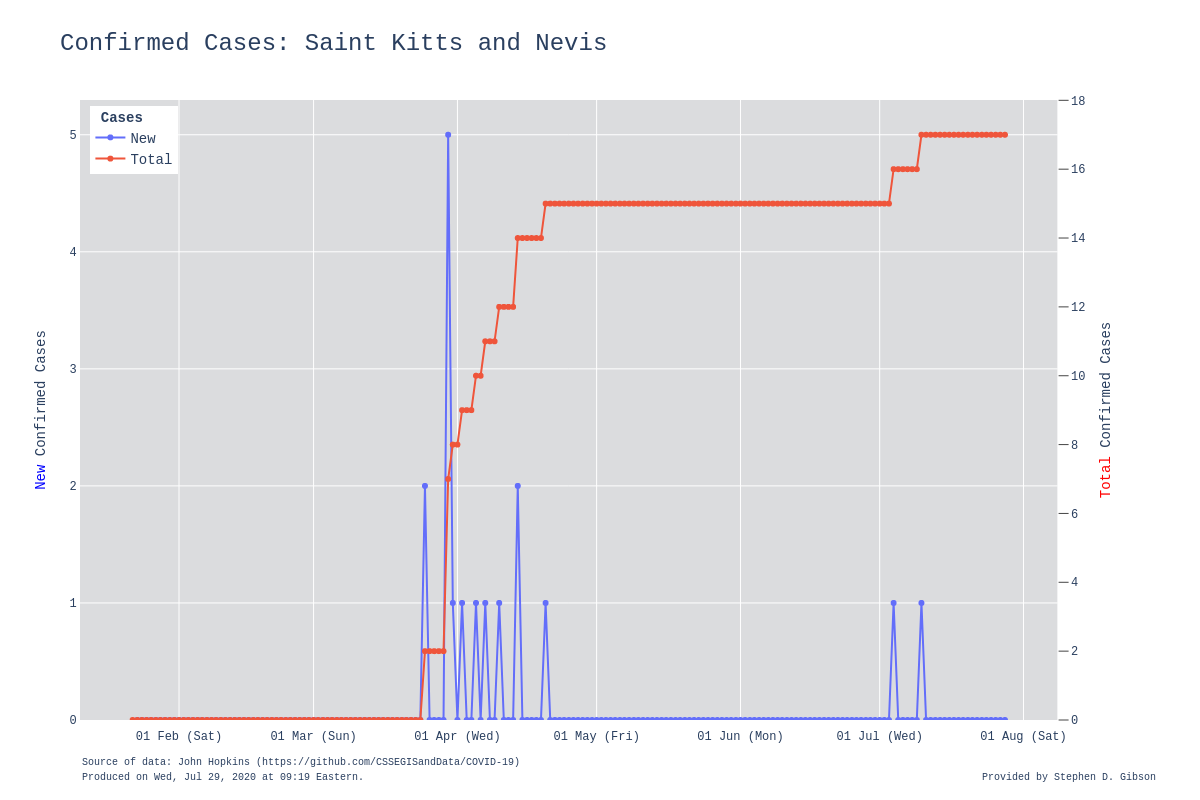 Confirmed Cases: Saint Kitts and Nevis
Cases
New
Total
5
4
3
2
1
0
New Confirmed Cases
18
16
14
12
10
8
6
4
2
0
Total Confirmed Cases
01 Feb (Sat) 01 Mar (Sun) 01 Apr (Wed) 01 May (Fri) 01 Jun (Mon) 01 Jul (Wed) 01 Aug (Sat)
Source of data: John Hopkins (https://github.com/CSSEGISandData/COVID-19)
Produced on Wed, Jul 29, 2020 at 09:19 Eastern.
Provided by Stephen D. Gibson